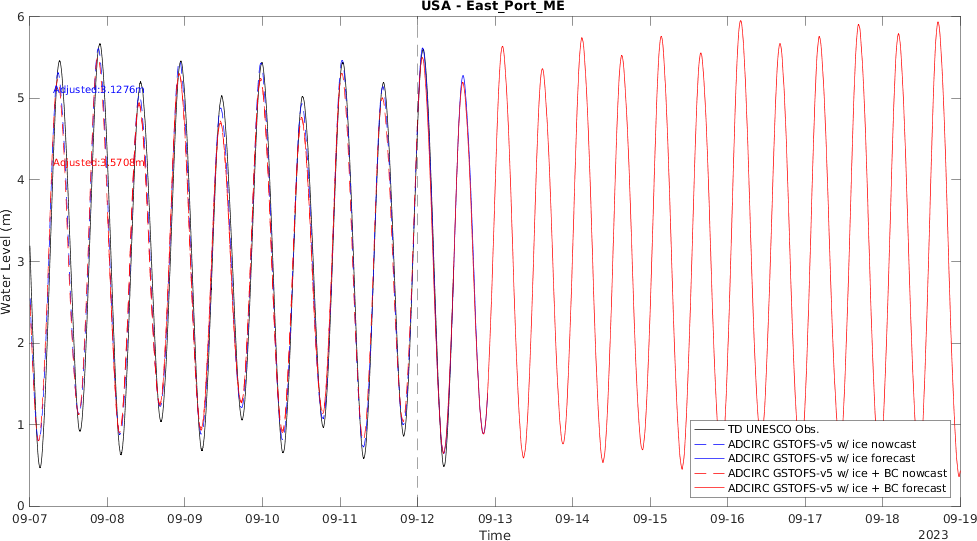 USA - East_Port_ME
6
5
4
3
2
1
0
Water Level (m)
Adjusted:3.1276m
Adjusted:3.5708m
TD UNESCO Obs.
ADCIRC GSTOFS-v5 w/ ice nowcast
ADCIRC GSTOFS-v5 w/ ice forecast
ADCIRC GSTOFS-v5 w/ ice + BC nowcast
ADCIRC GSTOFS-v5 w/ ice + BC forecast
09-07 09-08 09-09 09-10 09-11 09-12 09-13 09-14 09-15 09-16 09-17 09-18 09-19
Time
2023